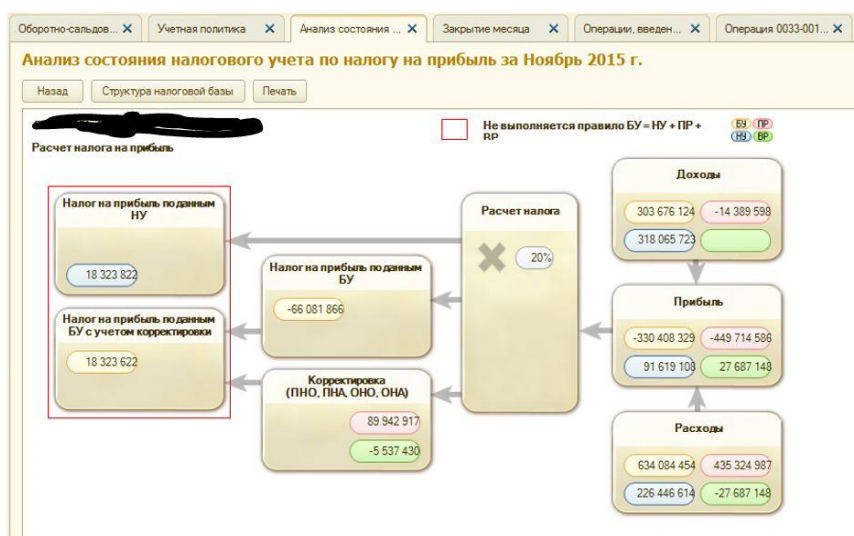 Оборотно-сальдов... X
Учетная политика X
Анализ состояния ... X
Закрытие месяца X
Операции, введен... X
Операция 0033-001... X
Анализ состояния налогового учета по налогу на прибыль за Ноябрь 2015 г.
Назад
Структура налоговой базы
Печать
Не выполняется правило БУ = НУ + ПР +
ВР
БУ ПР
НУ ВР
Расчет налога на прибыль
Налог на прибыль по данным
НУ
18 323 822
Налог на прибыль по данным
БУ с учетом корректировки
18 323 622
Налог на прибыль по данным
БУ
-66 081 866
Корректировка
(ПНО, ПНА, ОНО, ОНА)
89 942 917
-5 537 430
Расчет налога
20%
Доходы
303 676 124 -14 389 598
318 065 723
Прибыль
-330 408 329 -449 714 586
91 619 108 27 687 148
Расходы
634 084 454 435 324 987
226 446 614 -27 687 148